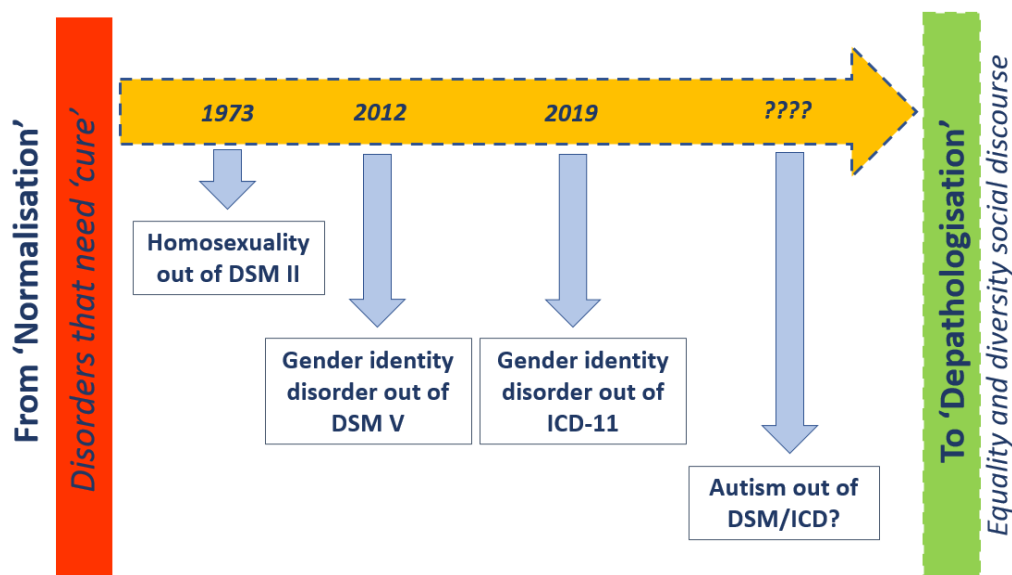 From ‘Normalisation’
Disorders that need ‘cure’
1973
2012
2019
????
Homosexuality
out of DSM II
Gender identity
disorder out of
DSM V
Gender identity
disorder out of
ICD-11
Autism out of
DSM/ICD?
To ‘Depathologisation’
Equality and diversity social discourse